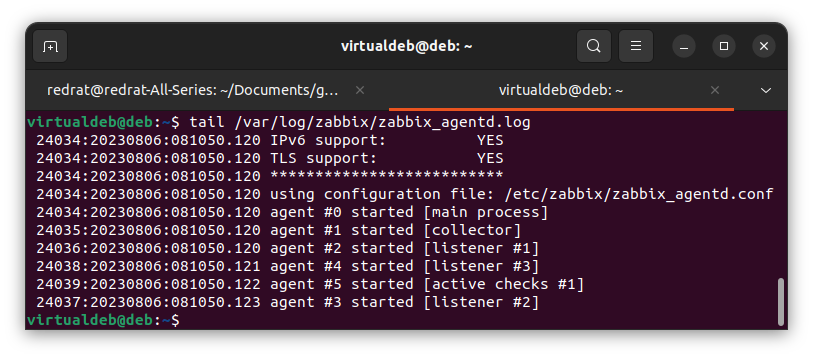 virtualdeb@deb: ~
redrat@redrat-All-Series: ~/Documents/g...
virtualdeb@deb: ~
virtualdeb@deb:~$ tail /var/log/zabbix/zabbix_agentd.log
24034:20230806:081050.120 IPv6 support:          YES
24034:20230806:081050.120 TLS support:           YES
24034:20230806:081050.120 **************************
24034:20230806:081050.120 using configuration file: /etc/zabbix/zabbix_agentd.conf
24034:20230806:081050.120 agent #0 started [main process]
24035:20230806:081050.120 agent #1 started [collector]
24036:20230806:081050.120 agent #2 started [listener #1]
24038:20230806:081050.121 agent #4 started [listener #3]
24039:20230806:081050.122 agent #5 started [active checks #1]
24037:20230806:081050.123 agent #3 started [listener #2]
virtualdeb@deb:~$